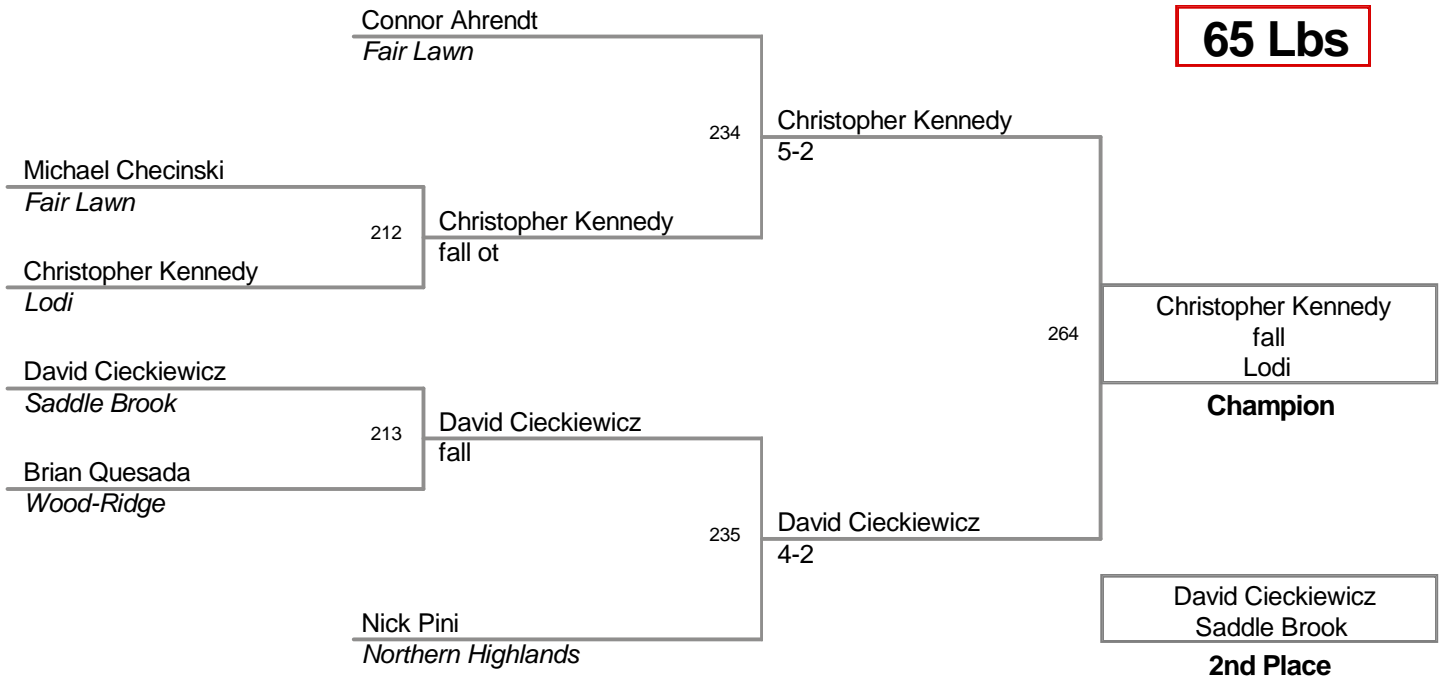 Connor Ahrendt
Fair Lawn
65 Lbs
234
Christopher Kennedy
5-2
Michael Checinski
Fair Lawn
212
Christopher Kennedy
fall ot
Christopher Kennedy
Lodi
264
Christopher Kennedy
fall
Lodi
Champion
David Cieckiewicz
Saddle Brook
213
David Cieckiewicz
fall
Brian Quesada
Wood-Ridge
235
David Cieckiewicz
4-2
Nick Pini
Northern Highlands
David Cieckiewicz
Saddle Brook
2nd Place